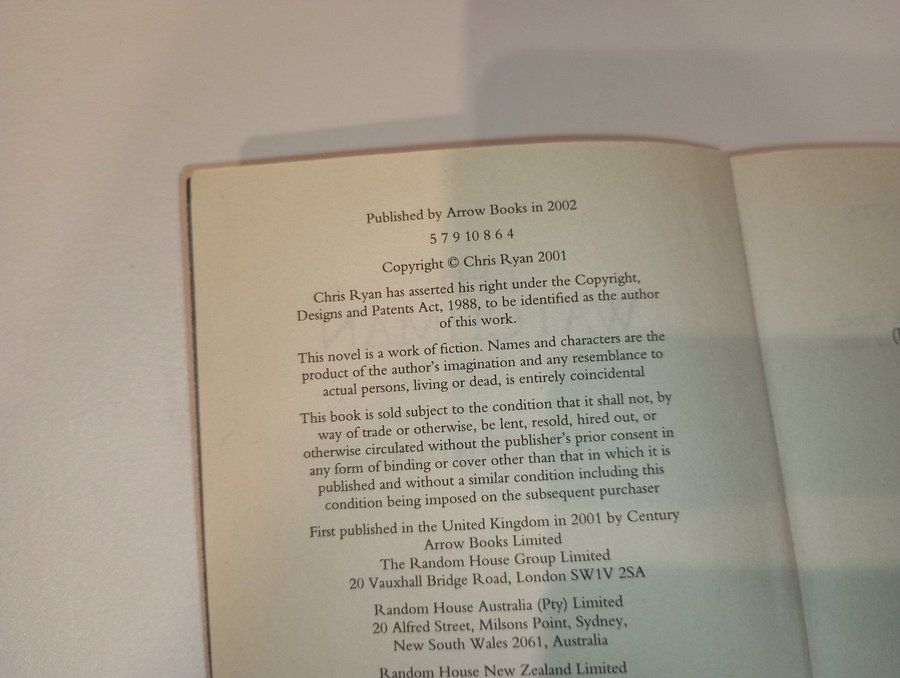 Published by Arrow Books in 2002
5 7 9 10 8 6 4
Copyright © Chris Ryan 2001
Chris Ryan has asserted his right under the Copyright,
Designs and Patents Act, 1988, to be identified as the author
of this work.
This novel is a work of fiction. Names and characters are the
product of the author's imagination and any resemblance to
actual persons, living or dead, is entirely coincidental
This book is sold subject to the condition that it shall not, by
way of trade or otherwise, be lent, resold, hired out, or
otherwise circulated without the publisher's prior consent in
any form of binding or cover other than that in which it is
published and without a similar condition including this
condition being imposed on the subsequent purchaser
First published in the United Kingdom in 2001 by Century
Arrow Books Limited
The Random House Group Limited
20 Vauxhall Bridge Road, London SW1V 2SA
Random House Australia (Pty) Limited
20 Alfred Street, Milsons Point, Sydney,
New South Wales 2061, Australia
Random House New Zealand Limited